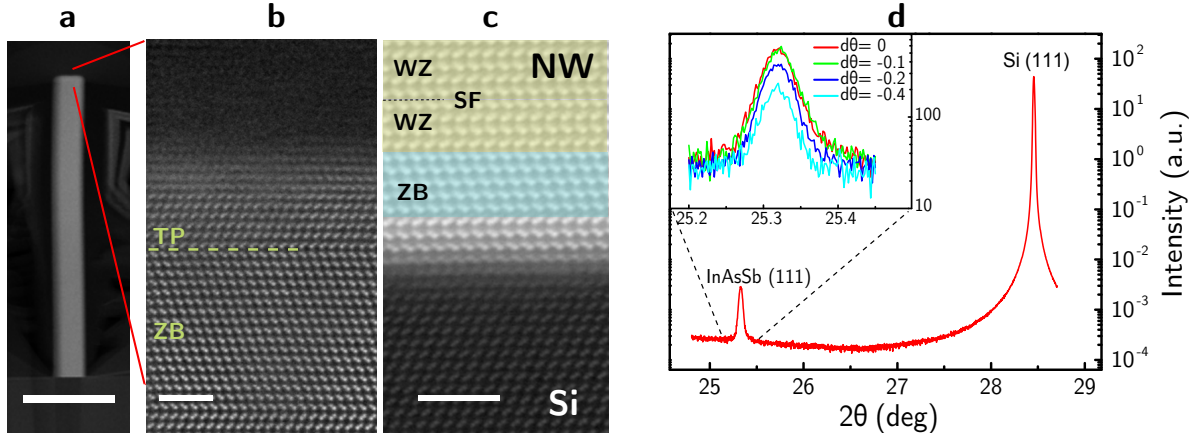 a
b
c
d
TP
ZB
WZ
NW
SF
WZ
ZB
Si
dθ= 0
dθ= -0.1
dθ= -0.2
dθ= -0.4
100
10
25.2
25.3
25.4
Si (111)
InAsSb (111)
10²
10¹
10⁰
10⁻¹
10⁻²
10⁻³
10⁻⁴
Intensity (a.u.)
25
26
27
28
29
2θ (deg)